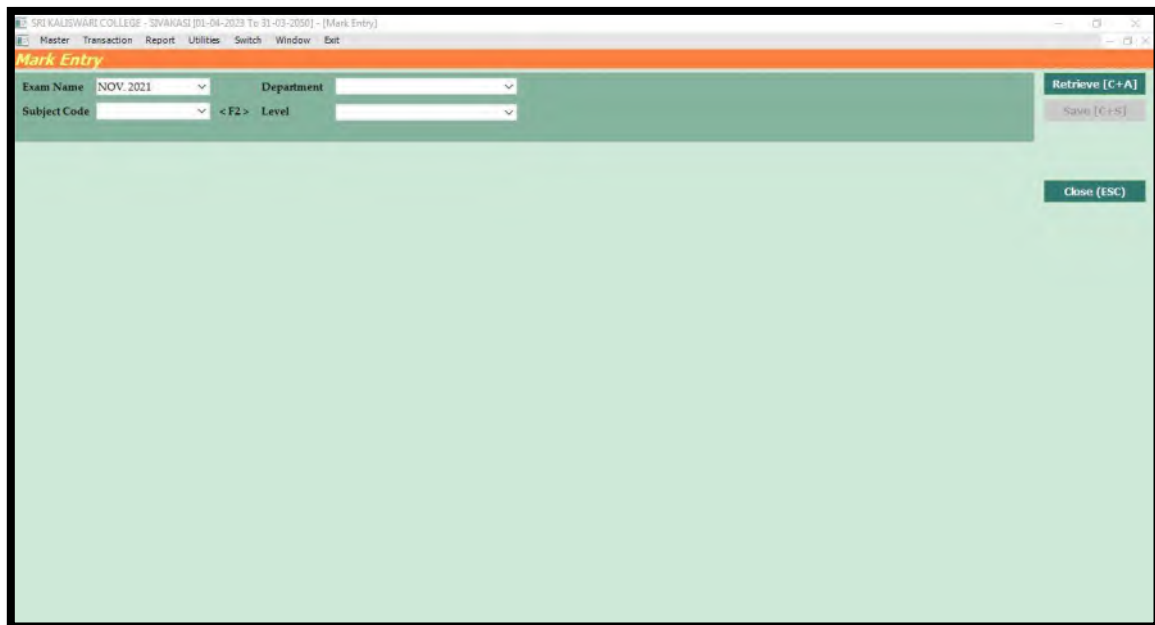 SRI KALISWARI COLLEGE - SIVAKASI [01-04-2023 To 31-03-2050] - [Mark Entry]
Master Transaction Report Utilities Switch Window Exit
Mark Entry
Exam Name NOV. 2021 Department Retrieve [C+A]
Subject Code < F2 > Level Save [C+S]
Close (ESC)